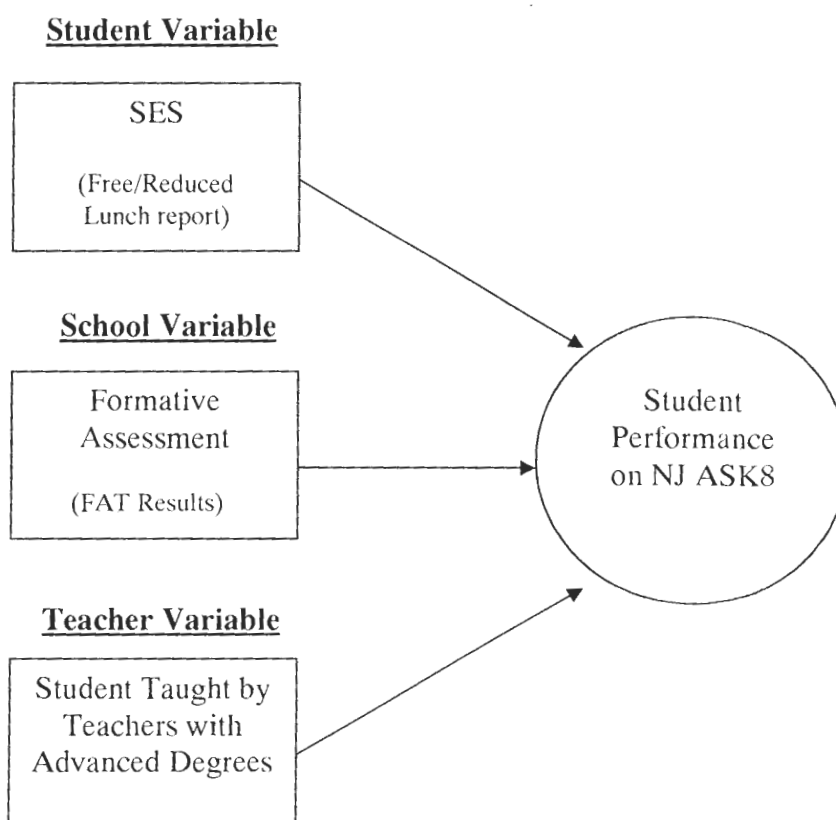 Student Variable
SES
(Free/Reduced
Lunch report)
School Variable
Formative
Assessment
(FAT Results)
Student
Performance
on NJ ASK8
Teacher Variable
Student Taught by
Teachers with
Advanced Degrees